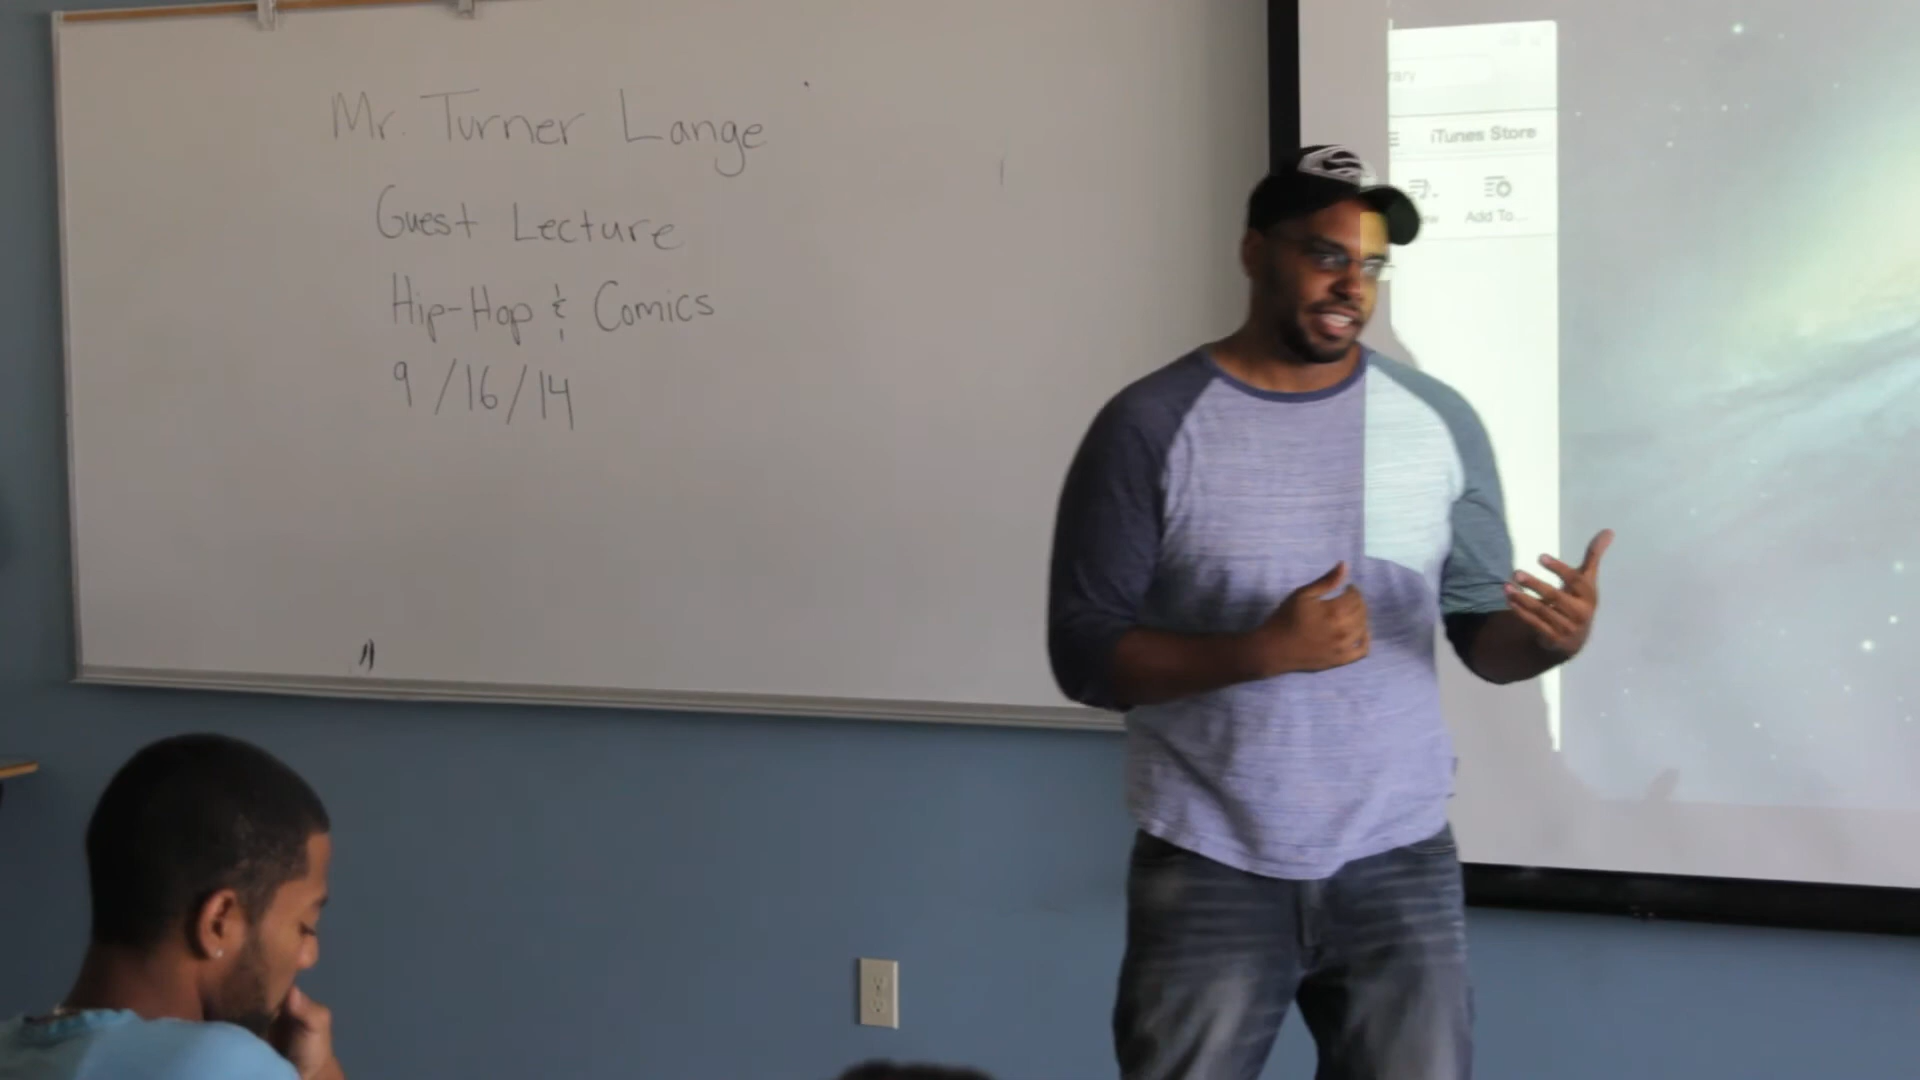 Mr. Turner Lange
Guest Lecture
Hip-Hop & Comics
9/16/14
iTunes Store
Add To...